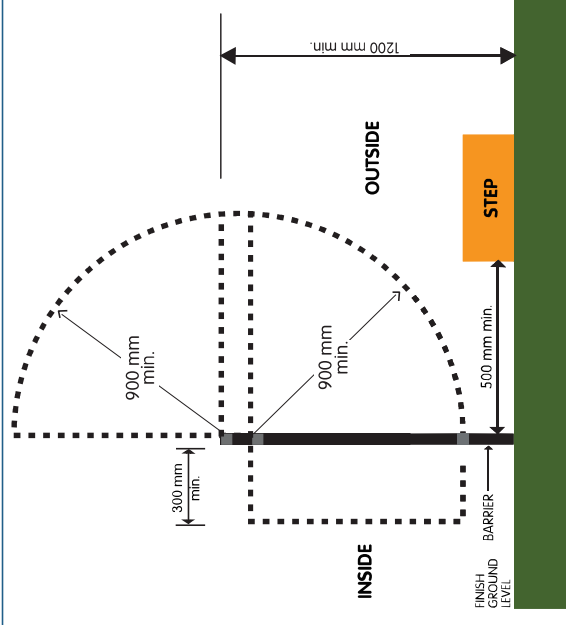 1200 mm min.
OUTSIDE
STEP
900 mm
min.
900 mm
min.
500 mm min.
300 mm
min.
BARRIER
INSIDE
FINISH
GROUND
LEVEL